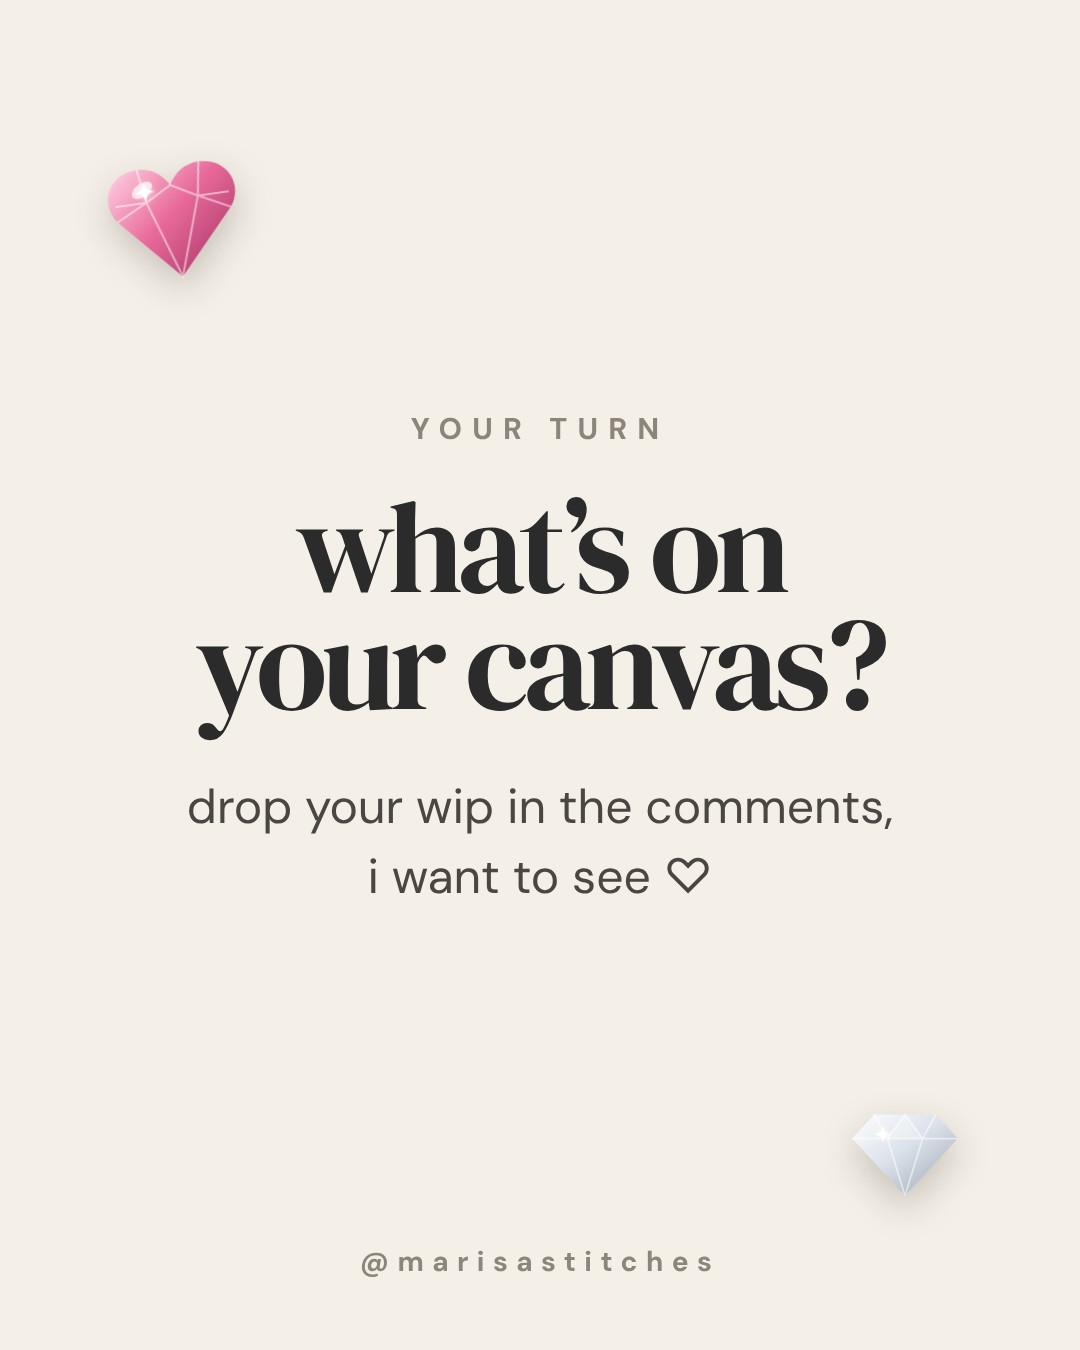 YOUR TURN
what’s on
your canvas?
drop your wip in the comments,
i want to see ♡
@marisastitches